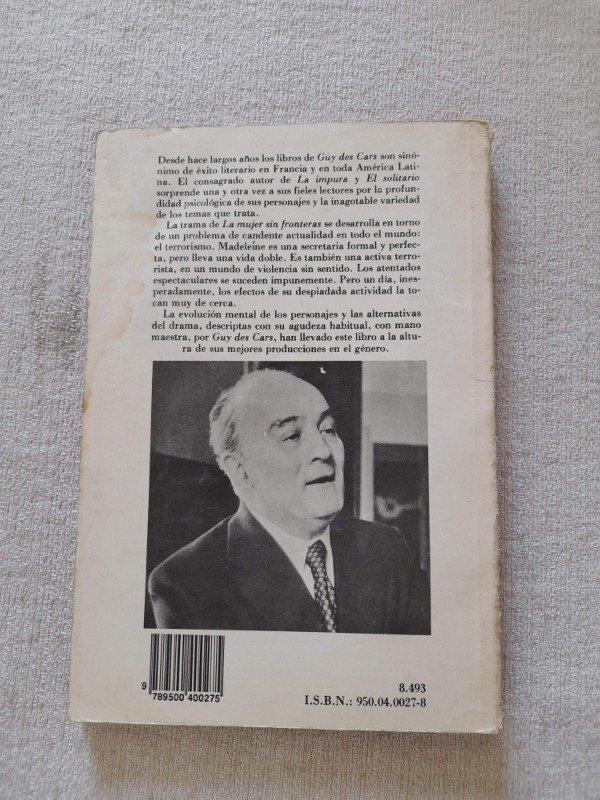 Desde hace largos años los libros de Guy des Cars son sinó-
nimo de éxito literario en Francia y en toda América Lati-
na. El consagrado autor de La impura y El solitario
sorprende una y otra vez a sus fieles lectores por la profun-
didad psicológica de sus personajes y la inagotable variedad
de los temas que trata.
La trama de La mujer sin fronteras se desarrolla en torno
de un problema de candente actualidad en todo el mundo:
el terrorismo. Madeleíne es una secretaria formal y perfec-
ta, pero lleva una vida doble. Es también una activa terro-
rista, en un mundo de violencia sin sentido. Los atentados
espectaculares se suceden impunemente. Pero un día, ines-
peradamente, los efectos de su despiadada actividad la to-
can muy de cerca.
La evolución mental de los personajes y las alternativas
del drama, descriptas con su agudeza habitual, con mano
maestra, por Guy des Cars, han llevado este libro a la altu-
ra de sus mejores producciones en el género.
9 789500 400275
8.493
I.S.B.N.: 950.04.0027-8